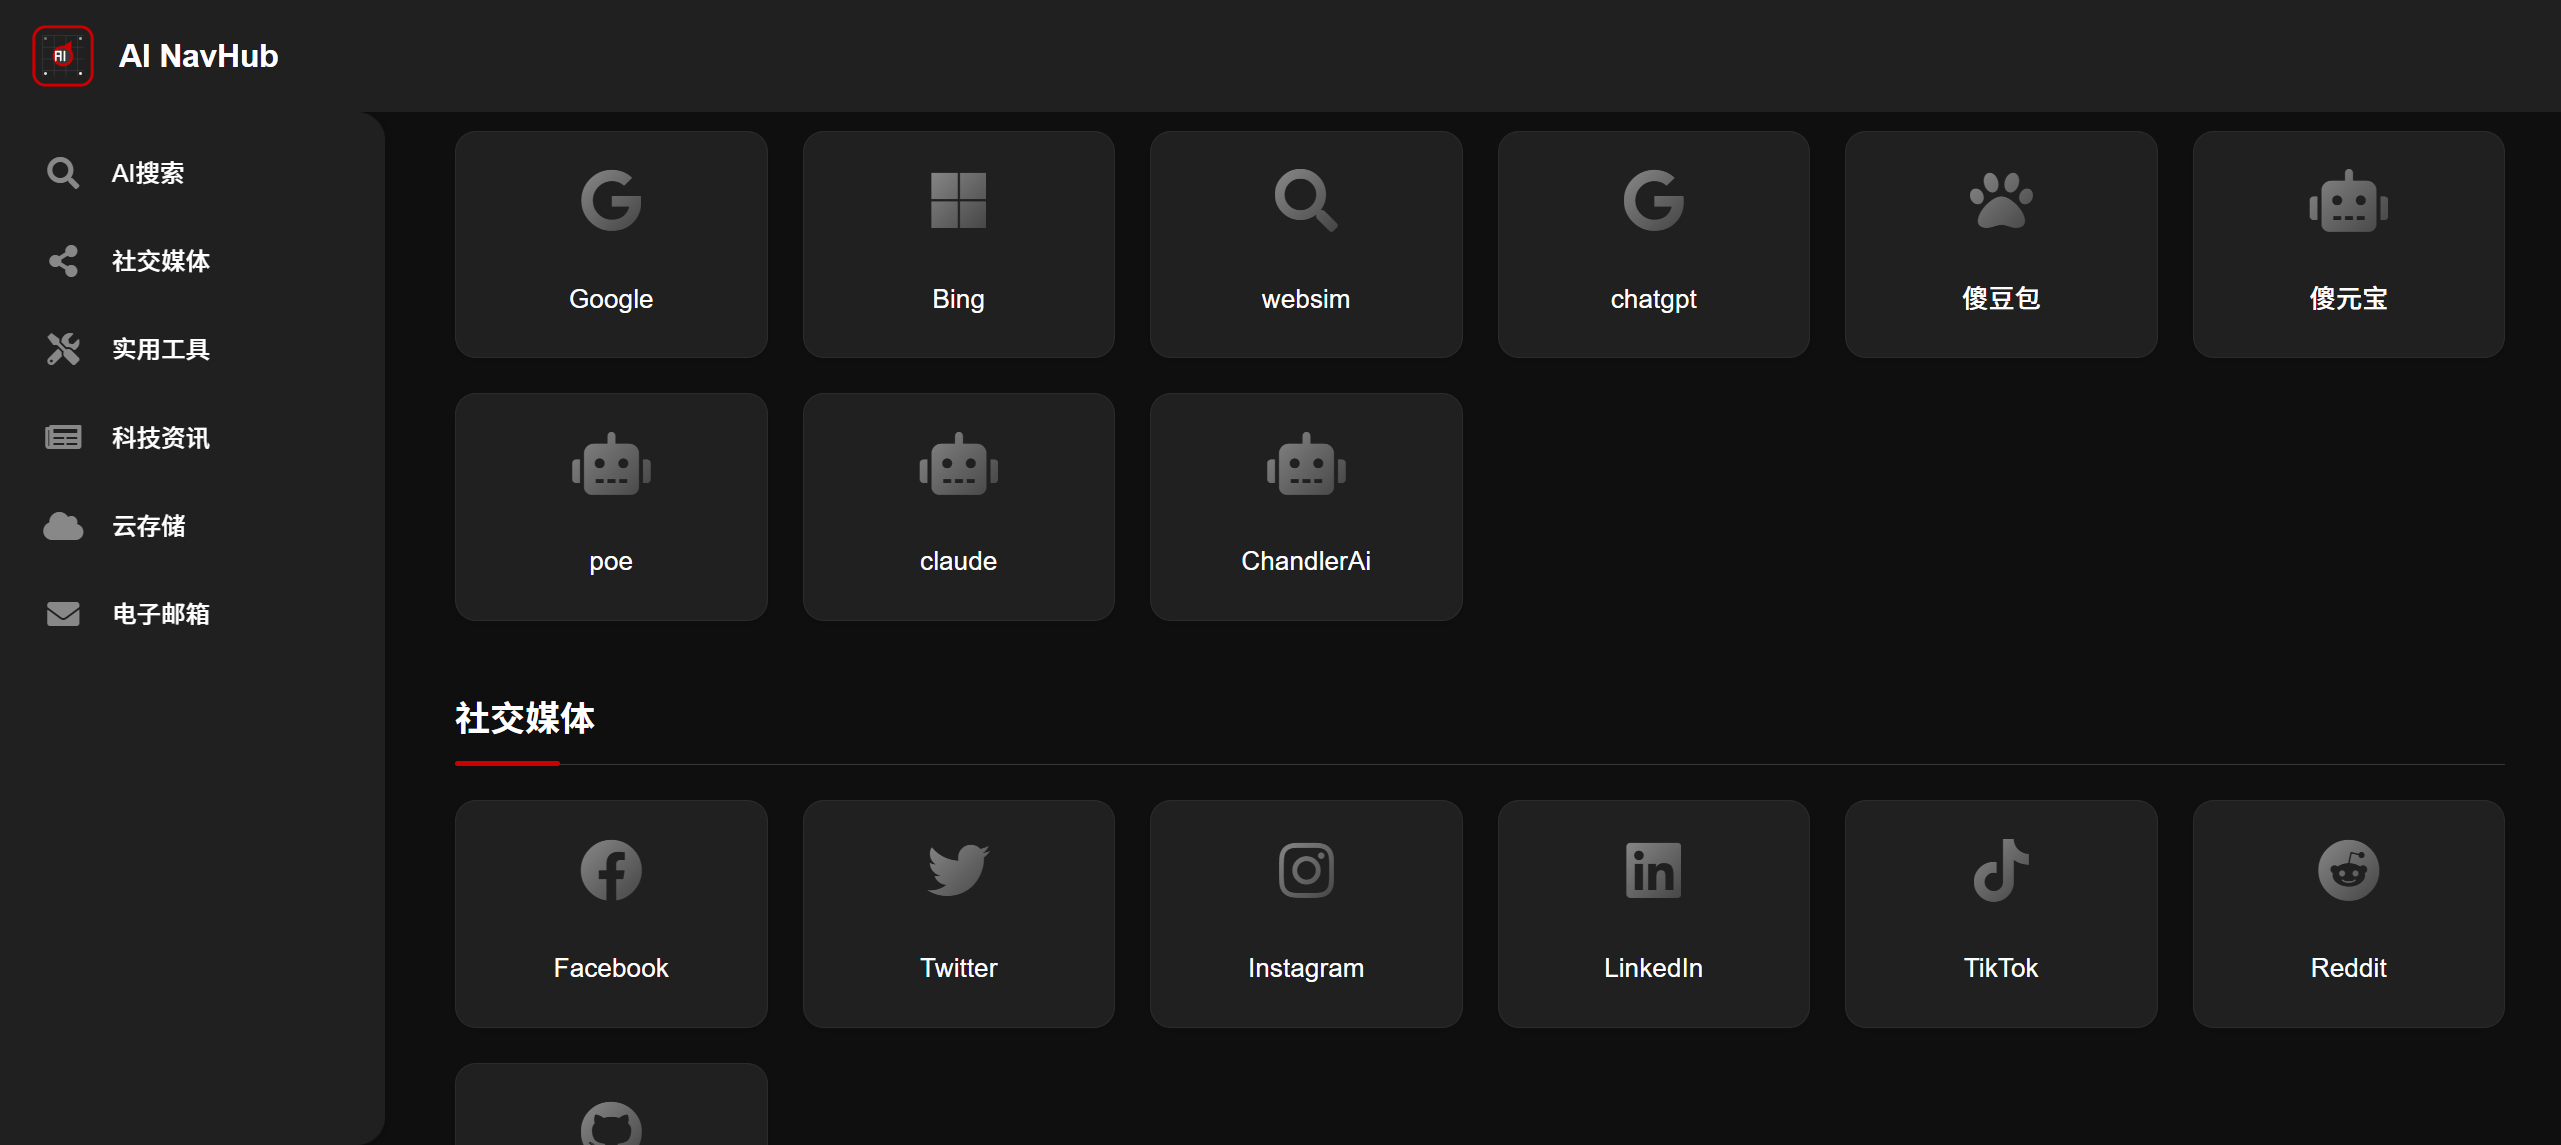 AI
AI NavHub
AI搜索
社交媒体
实用工具
科技资讯
云存储
电子邮箱
Google
Bing
websim
chatgpt
傻豆包
傻元宝
poe
claude
ChandlerAi
社交媒体
Facebook
Twitter
Instagram
LinkedIn
TikTok
Reddit